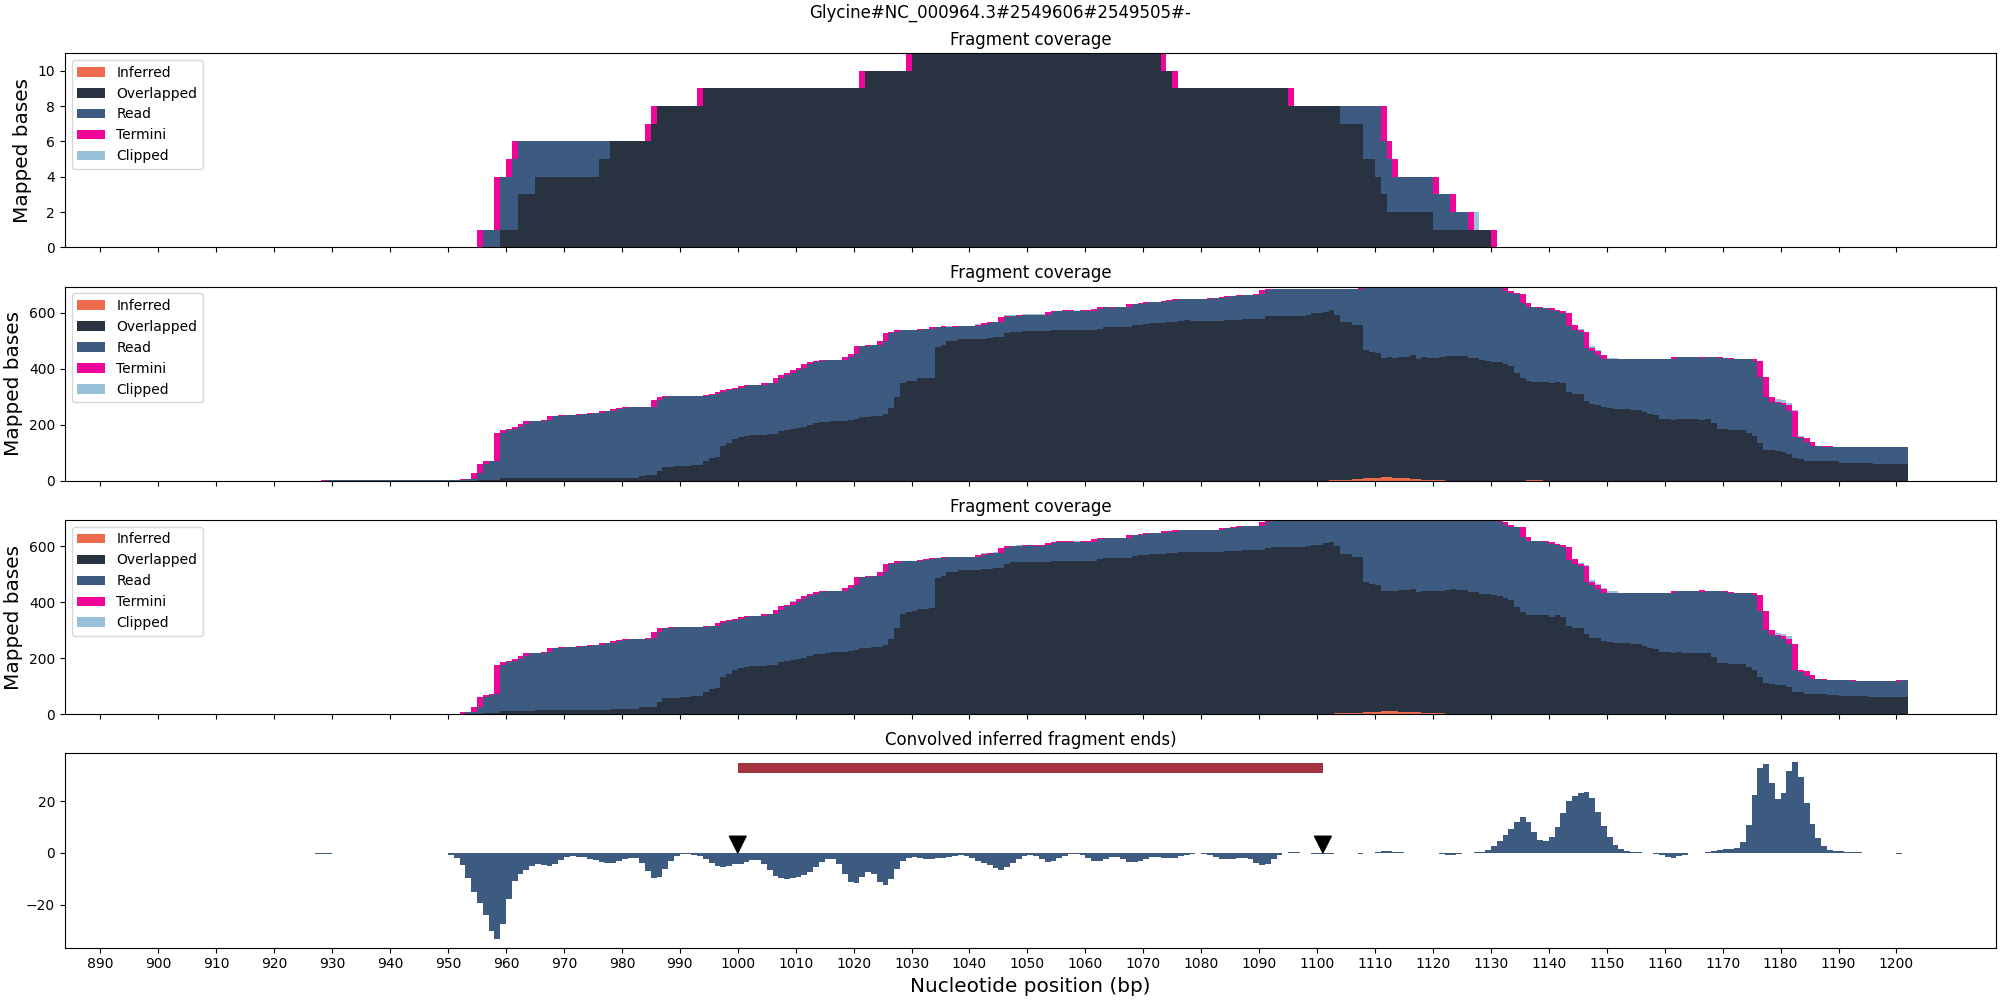 Glycine#NC_000964.3#2549606#2549505#-
Fragment coverage
Mapped bases
10
8
6
4
2
0
Inferred
Overlapped
Read
Termini
Clipped
Fragment coverage
Mapped bases
600
400
200
0
Inferred
Overlapped
Read
Termini
Clipped
Fragment coverage
Mapped bases
600
400
200
0
Inferred
Overlapped
Read
Termini
Clipped
Convolved inferred fragment ends)
20
0
−20
890 900 910 920 930 940 950 960 970 980 990 1000 1010 1020 1030 1040 1050 1060 1070 1080 1090 1100 1110 1120 1130 1140 1150 1160 1170 1180 1190 1200
Nucleotide position (bp)